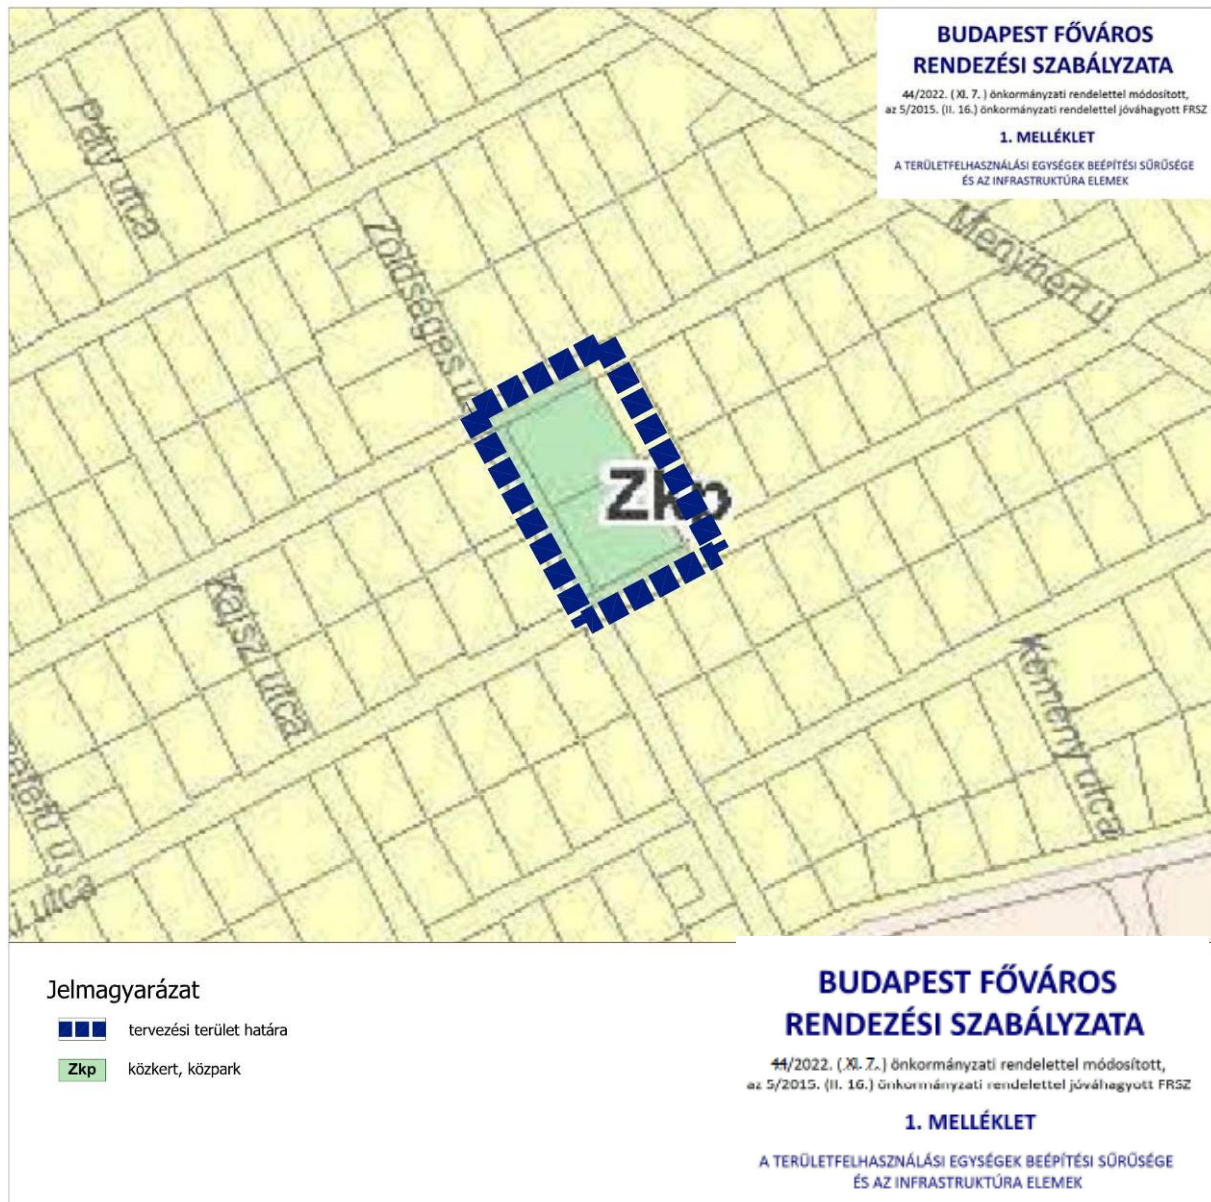 BUDAPEST FŐVÁROS
RENDEZÉSI SZABÁLYZATA
44/2022. (XI. 7.) önkormányzati rendelettel módosított,
az 5/2015. (II. 16.) önkormányzati rendelettel jóváhagyott FRSZ
1. MELLÉKLET
A TERÜLETFELHASZNÁLÁSI EGYSÉGEK BEÉPÍTÉSI SŰRŰSÉGE
ÉS AZ INFRASTRUKTÚRA ELEMEK
Páty utca
Zöldséges u.
Menyhért u.
Zkp
Kajszi utca
Kömény utca
Jelmagyarázat
tervezési terület határa
Zkp közkert, közpark
BUDAPEST FŐVÁROS
RENDEZÉSI SZABÁLYZATA
44/2022. (XI. 7.) önkormányzati rendelettel módosított,
az 5/2015. (II. 16.) önkormányzati rendelettel jóváhagyott FRSZ
1. MELLÉKLET
A TERÜLETFELHASZNÁLÁSI EGYSÉGEK BEÉPÍTÉSI SŰRŰSÉGE
ÉS AZ INFRASTRUKTÚRA ELEMEK